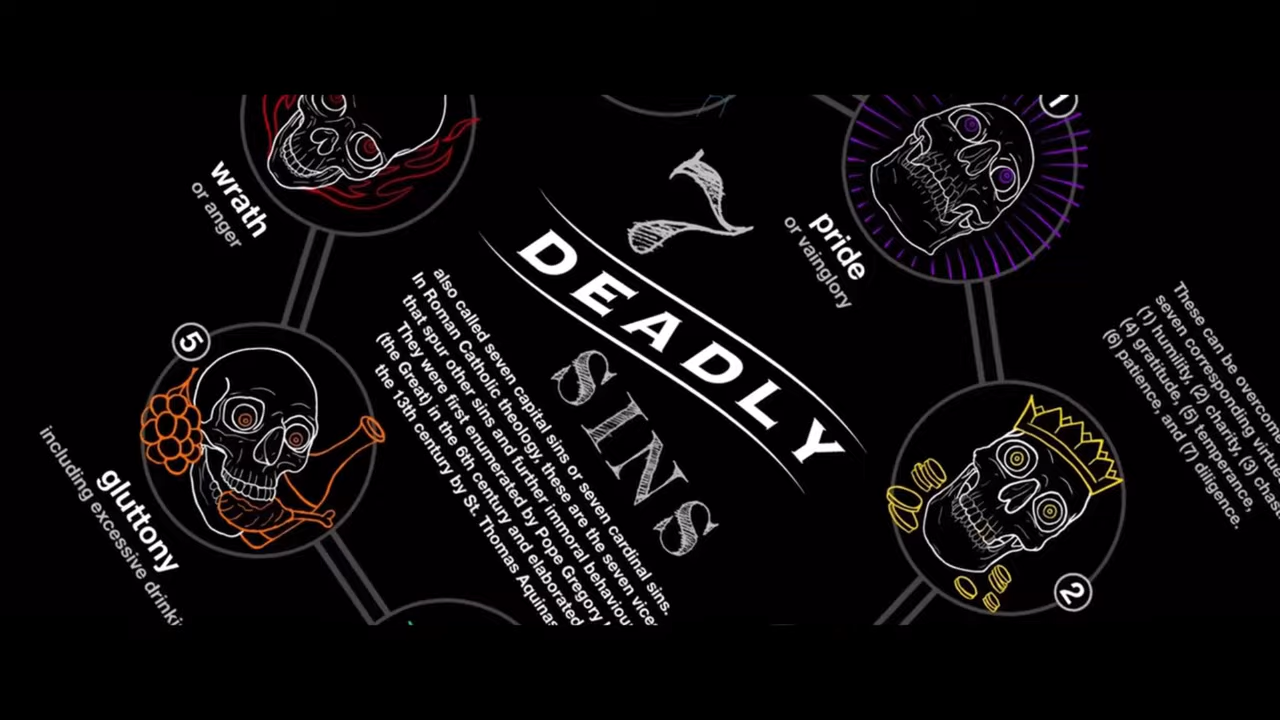 wrath
or anger
1
pride
or vainglory
7
DEADLY
SINS
also called seven capital sins or seven cardinal sins.
In Roman Catholic theology, these are the seven vices
that spur other sins and further immoral behaviou
They were first enumerated by Pope Gregory
(the Great) in the 6th century and elaborated
the 13th century by St. Thomas Aquinas
5
gluttony
including excessive drinki
2
These can be overcom
seven corresponding virtue
(1) humility, (2) charity, (3) chas
(4) gratitude, (5) temperance,
(6) patience, and (7) diligence.